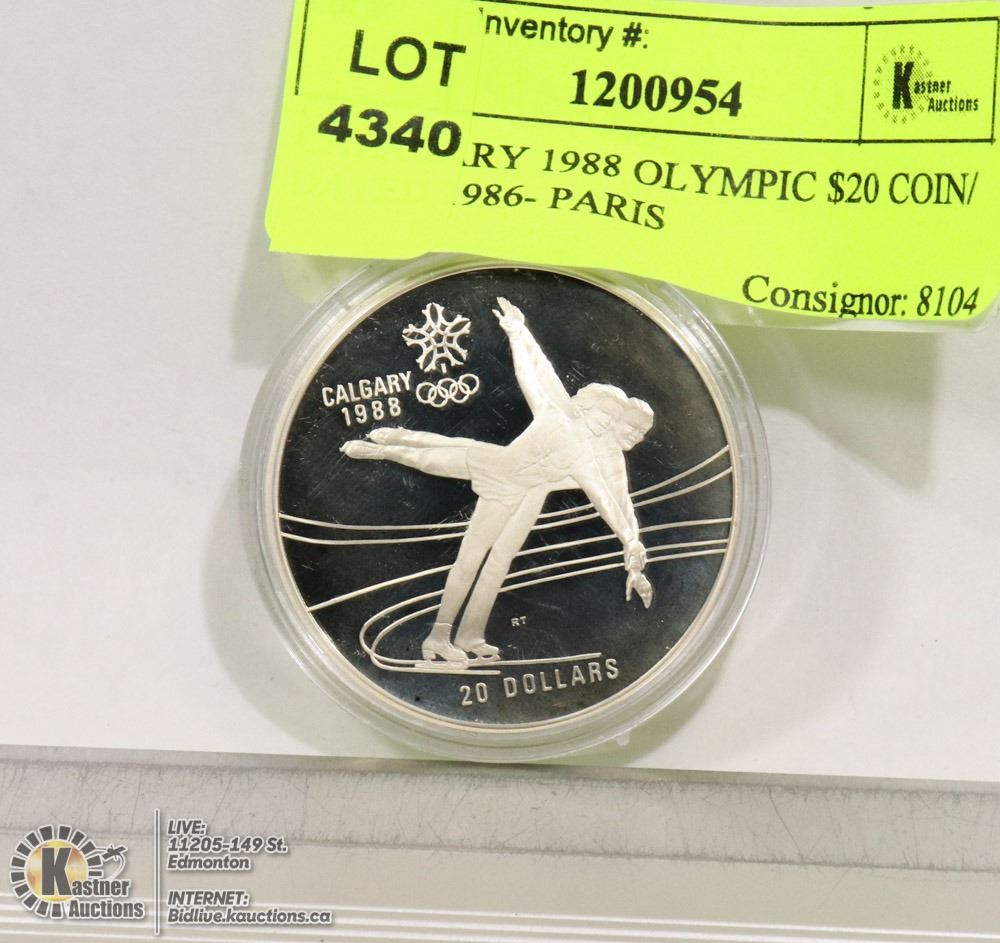 LOT
4340
Inventory #:
1200954
Kastner
Auctions
RY 1988 OLYMPIC $20 COIN/
986- PARIS
Consignor: 8104
CALGARY
1988
RT
20 DOLLARS
Kastner
Auctions
LIVE:
11205-149 St.
Edmonton
INTERNET:
Bidlive.kauctions.ca